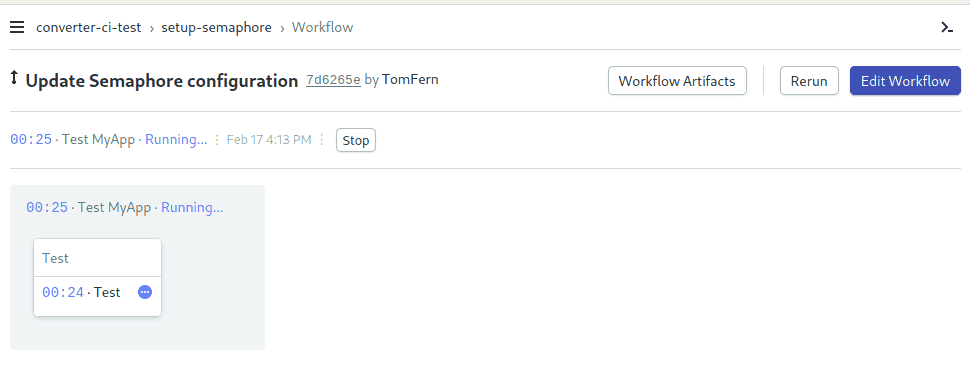 converter-ci-test › setup-semaphore › Workflow
Update Semaphore configuration 7d6265e by TomFern Workflow Artifacts Rerun Edit Workflow
00:25 · Test MyApp · Running... ⋮ Feb 17 4:13 PM ⋮ Stop
00:25 · Test MyApp · Running...
Test
00:24 · Test